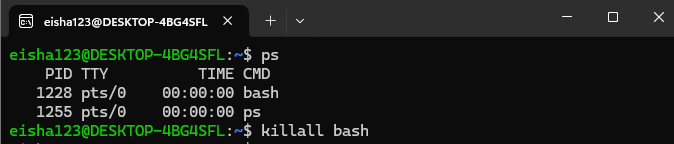 eisha123@DESKTOP-4BG4SFL
eisha123@DESKTOP-4BG4SFL:~$ ps
    PID TTY          TIME CMD
   1228 pts/0    00:00:00 bash
   1255 pts/0    00:00:00 ps
eisha123@DESKTOP-4BG4SFL:~$ killall bash